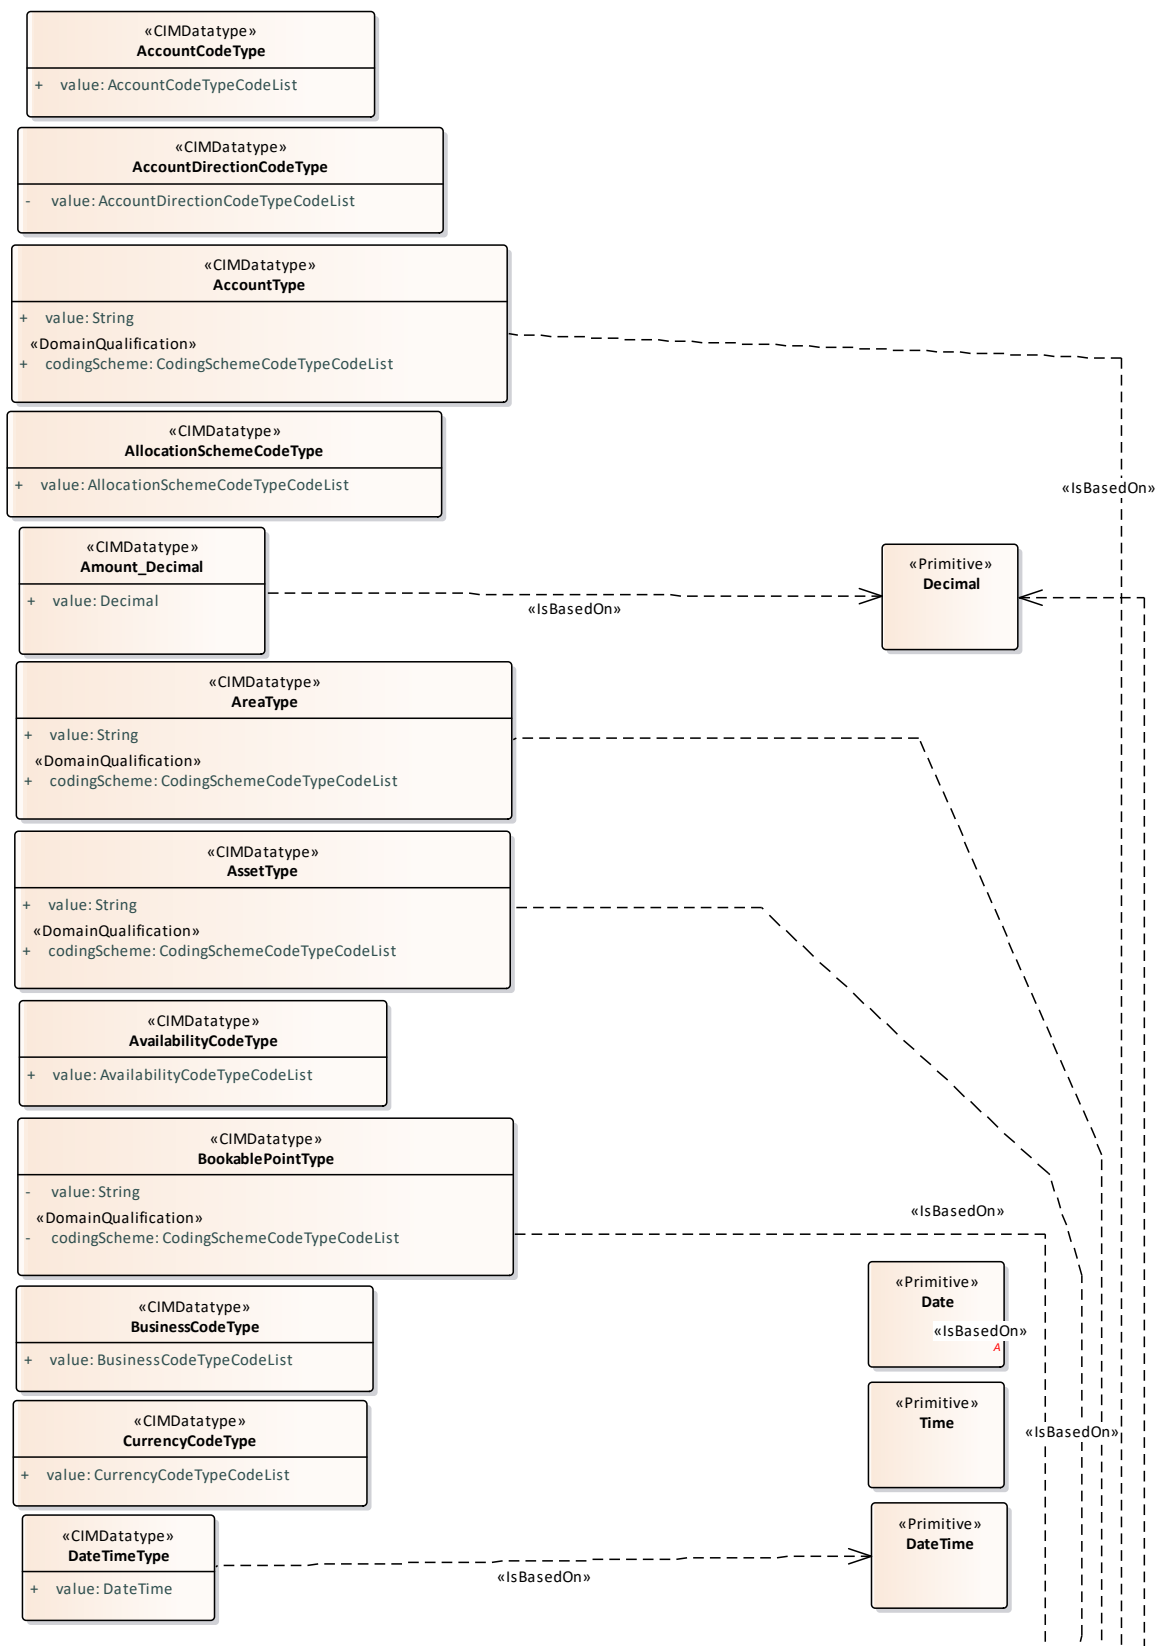 «CIMDatatype»
AccountCodeType
+ value: AccountCodeTypeCodeList
«CIMDatatype»
AccountDirectionCodeType
- value: AccountDirectionCodeTypeCodeList
«CIMDatatype»
AccountType
+ value: String
«DomainQualification»
+ codingScheme: CodingSchemeCodeTypeCodeList
«CIMDatatype»
AllocationSchemeCodeType
+ value: AllocationSchemeCodeTypeCodeList
«IsBasedOn»
«CIMDatatype»
Amount_Decimal
+ value: Decimal
«IsBasedOn»
«Primitive»
Decimal
«CIMDatatype»
AreaType
+ value: String
«DomainQualification»
+ codingScheme: CodingSchemeCodeTypeCodeList
«CIMDatatype»
AssetType
+ value: String
«DomainQualification»
+ codingScheme: CodingSchemeCodeTypeCodeList
«CIMDatatype»
AvailabilityCodeType
+ value: AvailabilityCodeTypeCodeList
«CIMDatatype»
BookablePointType
- value: String
«DomainQualification»
- codingScheme: CodingSchemeCodeTypeCodeList
«IsBasedOn»
«CIMDatatype»
BusinessCodeType
+ value: BusinessCodeTypeCodeList
«Primitive»
Date
«IsBasedOn»
A
«CIMDatatype»
CurrencyCodeType
+ value: CurrencyCodeTypeCodeList
«Primitive»
Time
«IsBasedOn»
«CIMDatatype»
DateTimeType
+ value: DateTime
«IsBasedOn»
«Primitive»
DateTime